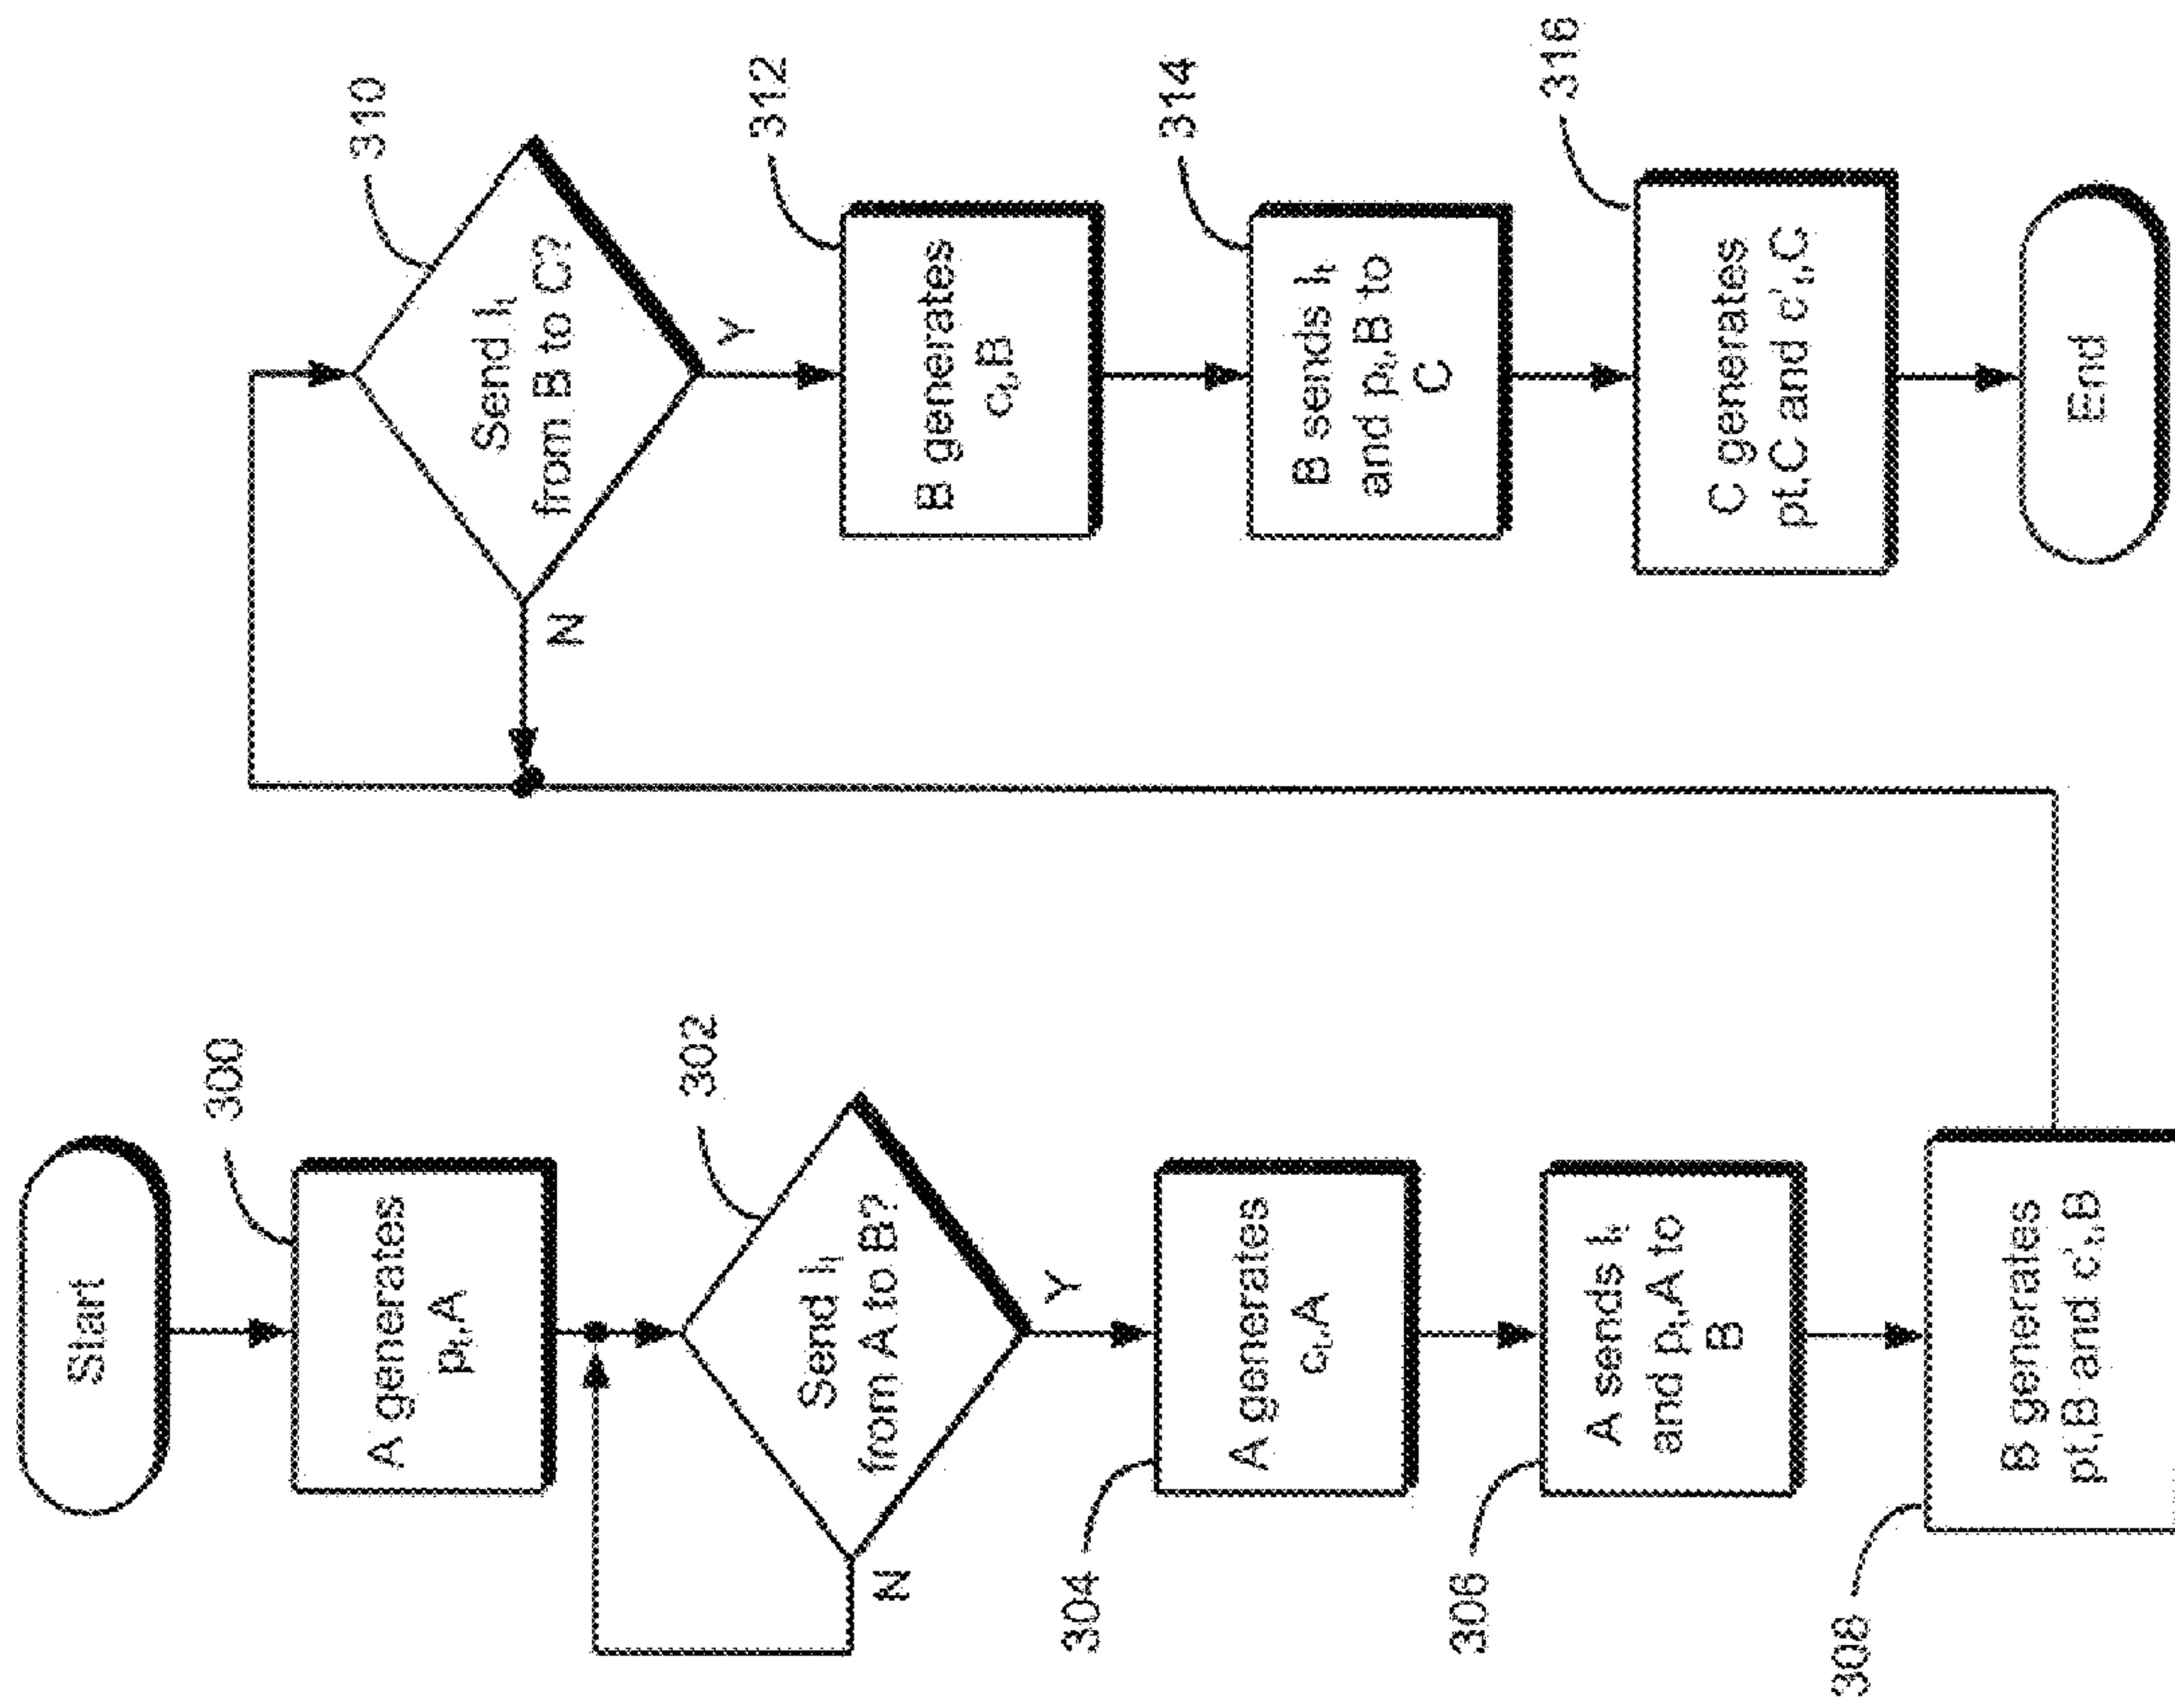 Start
300
A generates
pt,A
302
Send It
from A to B?
N
Y
304
A generates
ct,A
306
A sends It
and pt,A to
B
308
B generates
pt,B and c't,B
310
Send It
from B to C?
N
Y
312
B generates
ct,B
314
B sends It
and pt,B to
C
316
C generates
pt,C and c't,C
End